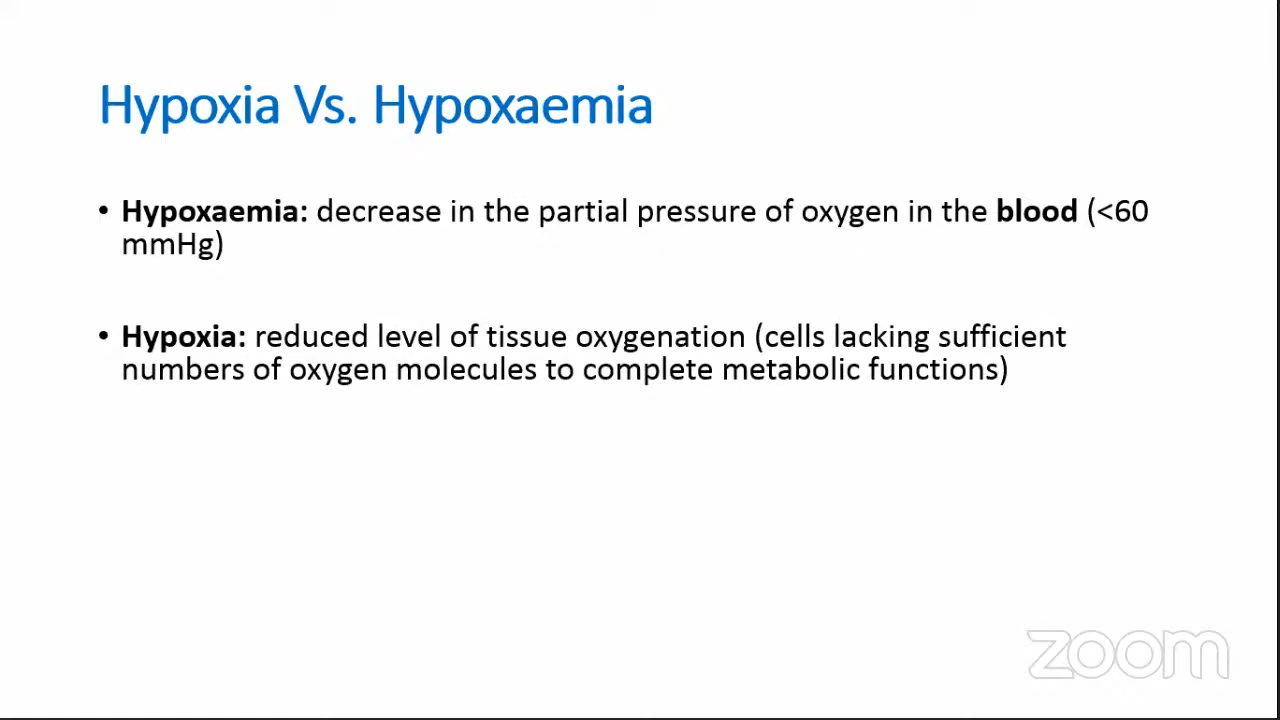 Hypoxia Vs. Hypoxaemia
• Hypoxaemia: decrease in the partial pressure of oxygen in the blood (<60
mmHg)
• Hypoxia: reduced level of tissue oxygenation (cells lacking sufficient
numbers of oxygen molecules to complete metabolic functions)
zoom